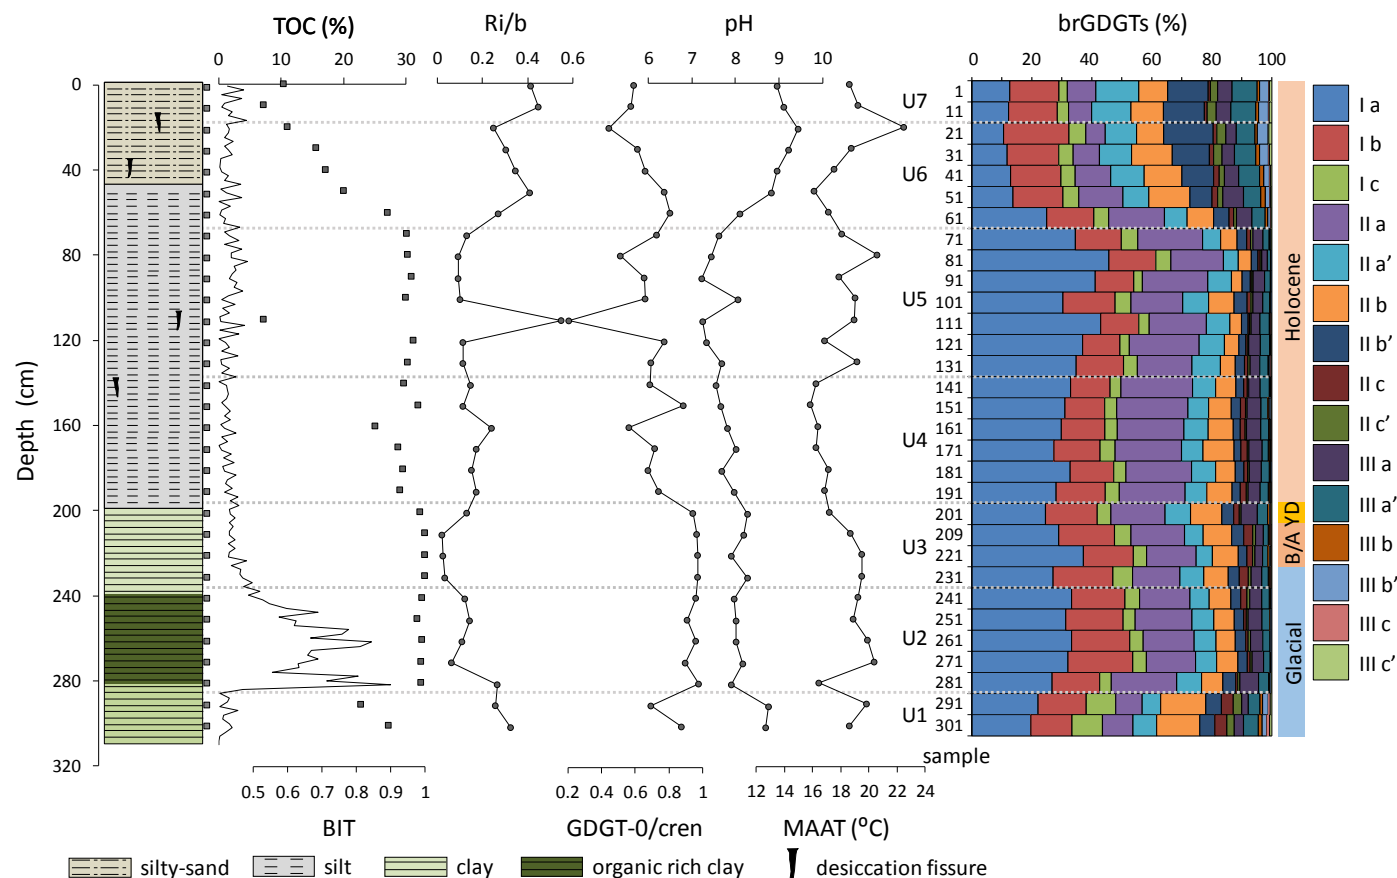 TOC (%) Ri/b pH brGDGTs (%)
0 10 20 30 0 0.2 0.4 0.6 6 7 8 9 10 0 20 40 60 80 100
Depth (cm)
0
40
80
120
160
200
240
280
320
U7
U6
U5
U4
U3
U2
U1
1
11
21
31
41
51
61
71
81
91
101
111
121
131
141
151
161
171
181
191
201
209
221
231
241
251
261
271
281
291
301
sample
Holocene
YD
B/A
Glacial
I a
I b
I c
II a
II a’
II b
II b’
II c
II c’
III a
III a’
III b
III b’
III c
III c’
0.5 0.6 0.7 0.8 0.9 1 0.2 0.4 0.6 0.8 1 12 14 16 18 20 22 24
BIT GDGT-0/cren MAAT (⁰C)
silty-sand silt clay organic rich clay desiccation fissure